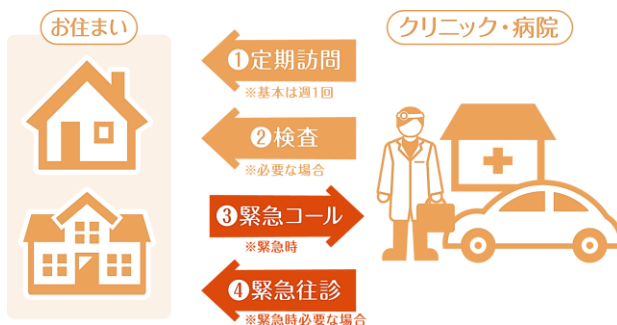 お住まい
クリニック・病院
❶定期訪問
※基本は週1回
❷検査
※必要な場合
❸緊急コール
※緊急時
❹緊急往診
※緊急時必要な場合